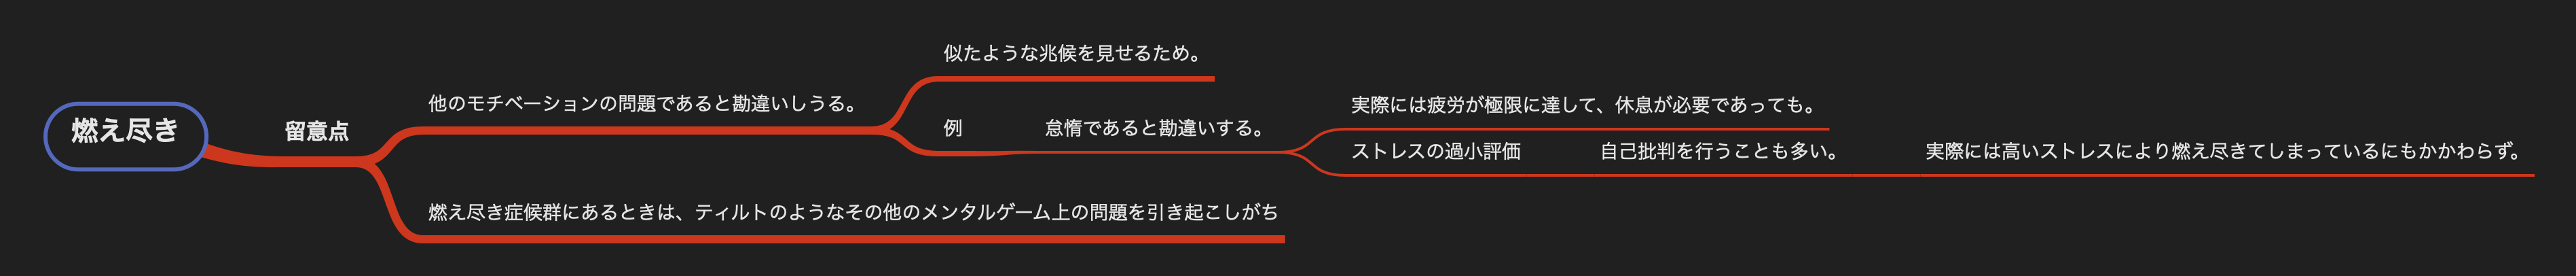 燃え尽き
留意点
他のモチベーションの問題であると勘違いしうる。
似たような兆候を見せるため。
例
怠惰であると勘違いする。
実際には疲労が極限に達して、休息が必要であっても。
ストレスの過小評価
自己批判を行うことも多い。
実際には高いストレスにより燃え尽きてしまっているにもかかわらず。
燃え尽き症候群にあるときは、ティルトのようなその他のメンタルゲーム上の問題を引き起こしがち